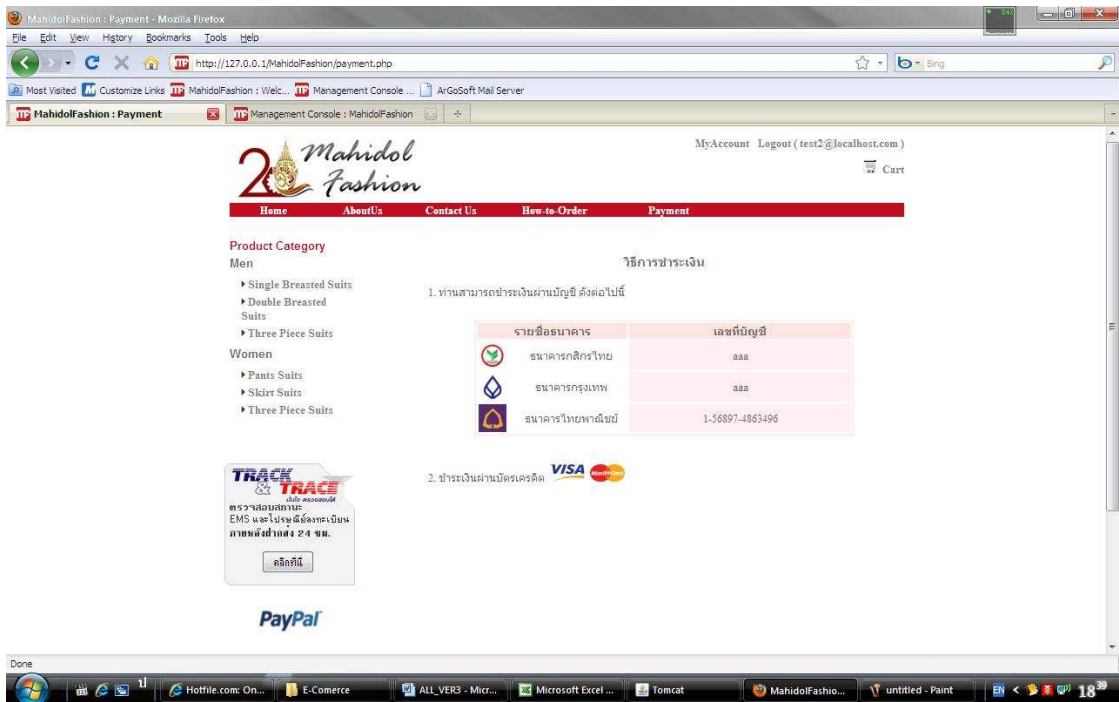 MahidolFashion : Payment - Mozilla Firefox
File Edit View History Bookmarks Tools Help
http://127.0.0.1/MahidolFashion/payment.php
Bing
Most Visited Customize Links MahidolFashion : Welc... Management Console ... ArGoSoft Mail Server
MahidolFashion : Payment Management Console : MahidolFashion
Mahidol Fashion
MyAccount Logout ( test2@localhost.com )
Cart
Home AboutUs Contact Us How-to-Order Payment
Product Category
Men
Single Breasted Suits
Double Breasted
Suits
Three Piece Suits
Women
Pants Suits
Skirt Suits
Three Piece Suits
วิธีการชำระเงิน
1. ท่านสามารถชำระเงินผ่านบัญชี ดังต่อไปนี้
รายชื่อธนาคาร เลขที่บัญชี
ธนาคารกสิกรไทย aaa
ธนาคารกรุงเทพ aaa
ธนาคารไทยพาณิชย์ 1-56897-4863496
2. ชำระเงินผ่านบัตรเครดิต VISA MasterCard
TRACK
& TRACE
ตรวจสอบสถานะ
EMS และไปรษณีย์ลงทะเบียน
ภายหลังฝากส่ง 24 ชม.
คลิกที่นี่
PayPal
Done
Hotfile.com: On... E-Comerce ALL_VER3 - Micr... Microsoft Excel ... Tomcat MahidolFashio... untitled - Paint EN 18 39